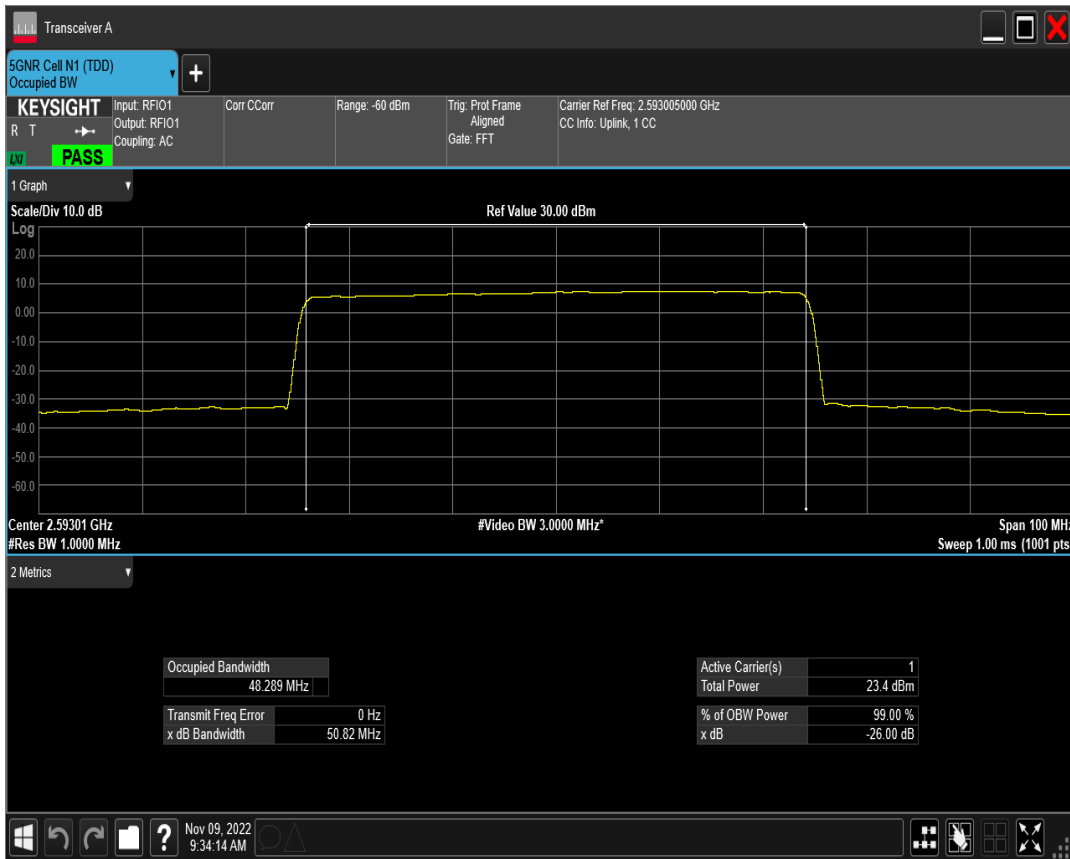 Transceiver A
5GNR Cell N1 (TDD)
Occupied BW
+
KEYSIGHT
R T
LXI
PASS
Input: RFIO1
Output: RFIO1
Coupling: AC
Corr CCorr
Range: -60 dBm
Trig: Prot Frame
Aligned
Gate: FFT
Carrier Ref Freq: 2.593005000 GHz
CC Info: Uplink, 1 CC
1 Graph
Scale/Div 10.0 dB
Ref Value 30.00 dBm
Log
20.0
10.0
0.00
-10.0
-20.0
-30.0
-40.0
-50.0
-60.0
Center 2.59301 GHz
#Video BW 3.0000 MHz*
Span 100 MHz
#Res BW 1.0000 MHz
Sweep 1.00 ms (1001 pts
2 Metrics
Occupied Bandwidth
48.289 MHz
Transmit Freq Error 0 Hz
x dB Bandwidth 50.82 MHz
Active Carrier(s) 1
Total Power 23.4 dBm
% of OBW Power 99.00 %
x dB -26.00 dB
?
Nov 09, 2022
9:34:14 AM